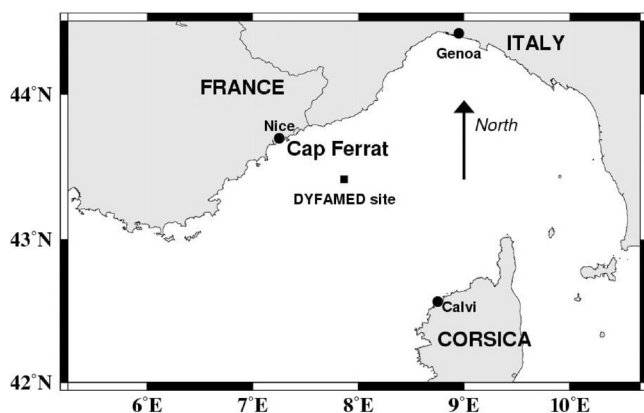 ITALY
Genoa
FRANCE
44°N
North
Nice
Cap Ferrat
DYFAMED site
43°N
Calvi
CORSICA
42°N
6°E
7°E
8°E
9°E
10°E